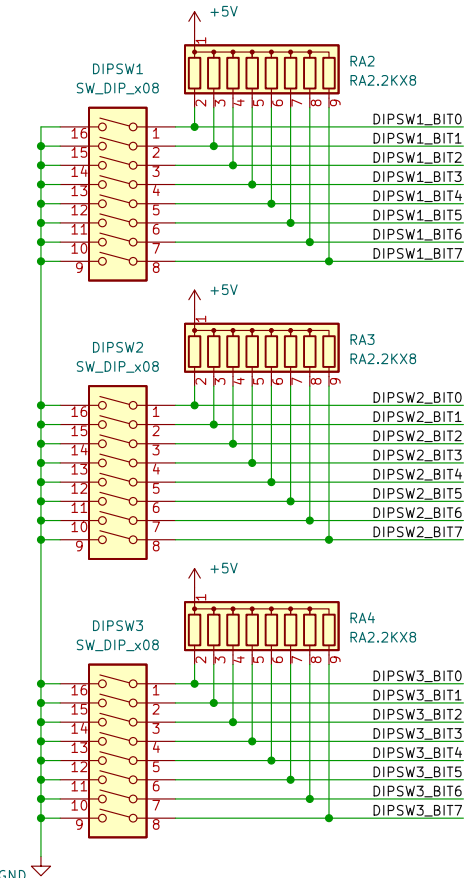 +5V
1
RA2
RA2.2KX8
2 3 4 5 6 7 8 9
DIPSW1
SW_DIP_x08
16 1 DIPSW1_BIT0
15 2 DIPSW1_BIT1
14 3 DIPSW1_BIT2
13 4 DIPSW1_BIT3
12 5 DIPSW1_BIT4
11 6 DIPSW1_BIT5
10 7 DIPSW1_BIT6
9 8 DIPSW1_BIT7
+5V
1
RA3
RA2.2KX8
2 3 4 5 6 7 8 9
DIPSW2
SW_DIP_x08
16 1 DIPSW2_BIT0
15 2 DIPSW2_BIT1
14 3 DIPSW2_BIT2
13 4 DIPSW2_BIT3
12 5 DIPSW2_BIT4
11 6 DIPSW2_BIT5
10 7 DIPSW2_BIT6
9 8 DIPSW2_BIT7
+5V
1
RA4
RA2.2KX8
2 3 4 5 6 7 8 9
DIPSW3
SW_DIP_x08
16 1 DIPSW3_BIT0
15 2 DIPSW3_BIT1
14 3 DIPSW3_BIT2
13 4 DIPSW3_BIT3
12 5 DIPSW3_BIT4
11 6 DIPSW3_BIT5
10 7 DIPSW3_BIT6
9 8 DIPSW3_BIT7
GND